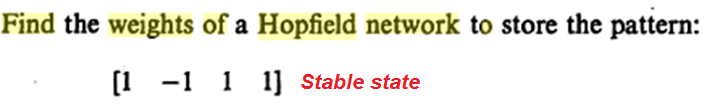 Find the weights of a Hopfield network to store the pattern:
[1 −1 1 1] Stable state